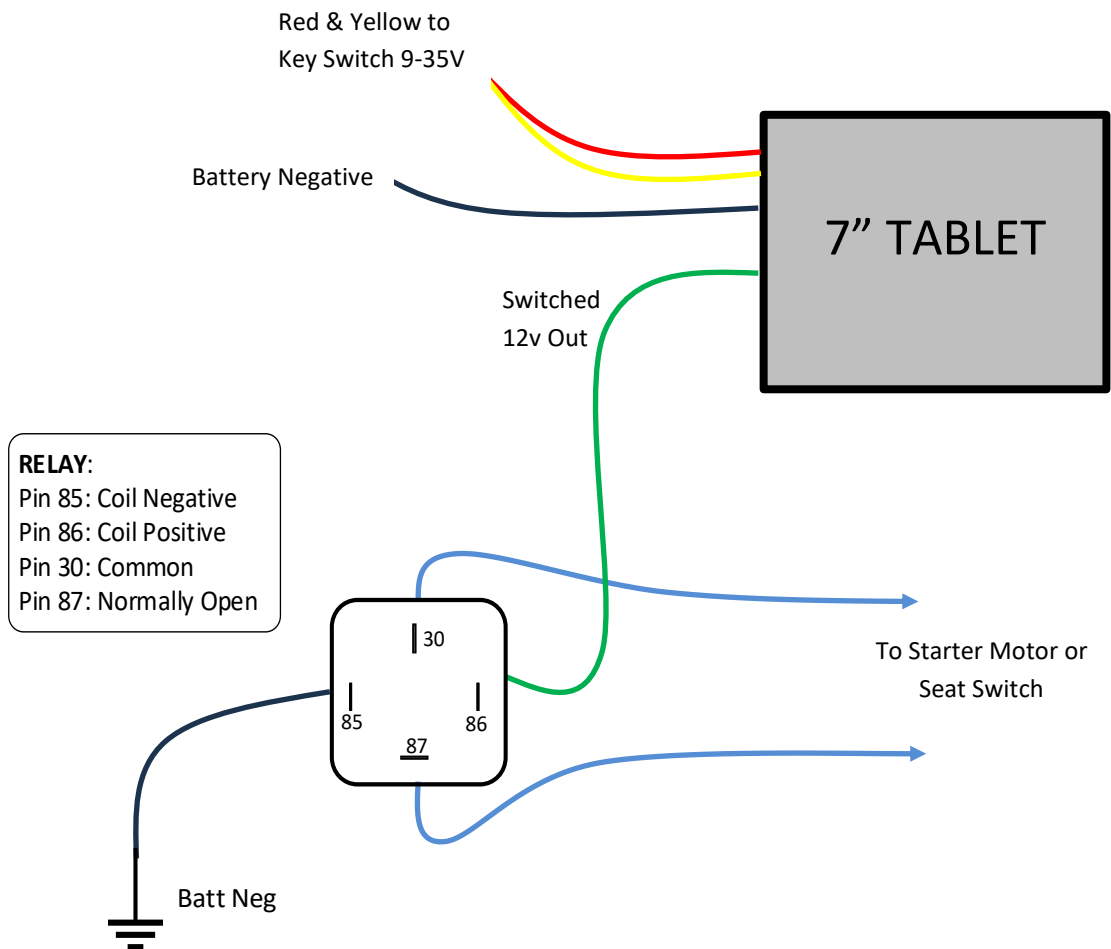 Red & Yellow to
Key Switch 9-35V
Battery Negative
7” TABLET
Switched
12v Out
RELAY:
Pin 85: Coil Negative
Pin 86: Coil Positive
Pin 30: Common
Pin 87: Normally Open
30
85
86
87
To Starter Motor or
Seat Switch
Batt Neg